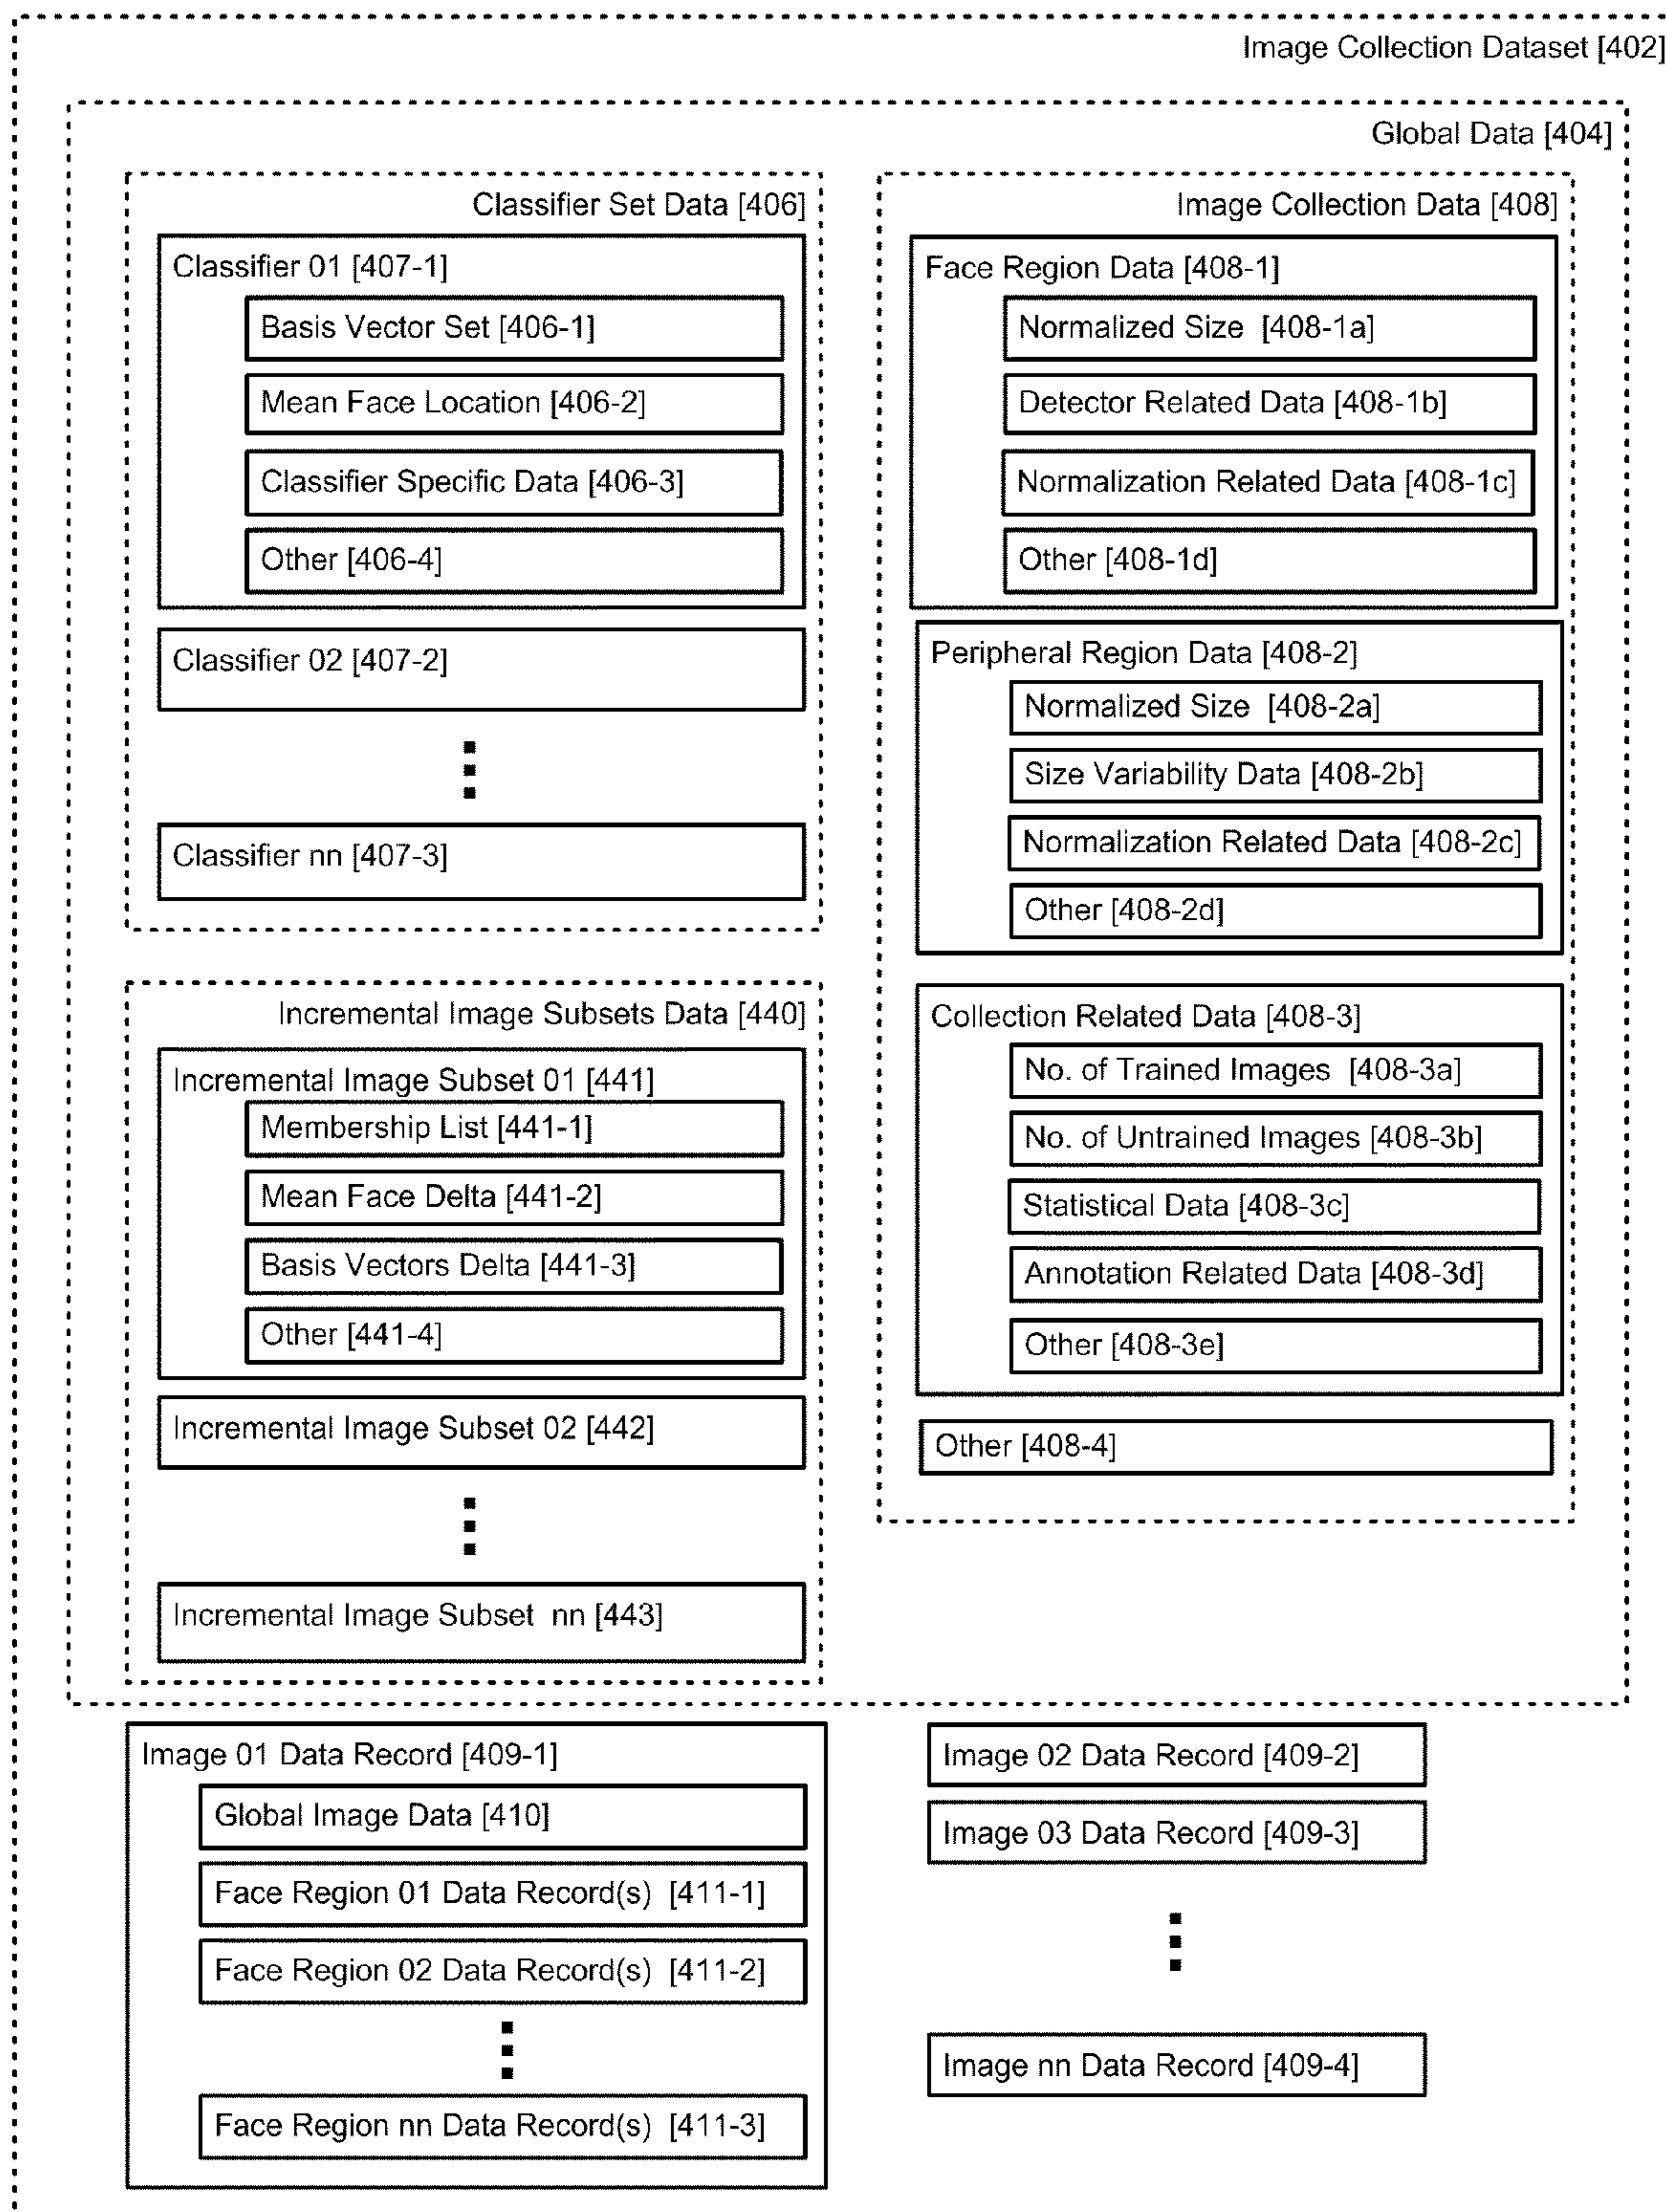 Image Collection Dataset [402]
Global Data [404]
Classifier Set Data [406]
Classifier 01 [407-1]
Basis Vector Set [406-1]
Mean Face Location [406-2]
Classifier Specific Data [406-3]
Other [406-4]
Classifier 02 [407-2]
Classifier nn [407-3]
Incremental Image Subsets Data [440]
Incremental Image Subset 01 [441]
Membership List [441-1]
Mean Face Delta [441-2]
Basis Vectors Delta [441-3]
Other [441-4]
Incremental Image Subset 02 [442]
Incremental Image Subset nn [443]
Image Collection Data [408]
Face Region Data [408-1]
Normalized Size [408-1a]
Detector Related Data [408-1b]
Normalization Related Data [408-1c]
Other [408-1d]
Peripheral Region Data [408-2]
Normalized Size [408-2a]
Size Variability Data [408-2b]
Normalization Related Data [408-2c]
Other [408-2d]
Collection Related Data [408-3]
No. of Trained Images [408-3a]
No. of Untrained Images [408-3b]
Statistical Data [408-3c]
Annotation Related Data [408-3d]
Other [408-3e]
Other [408-4]
Image 01 Data Record [409-1]
Global Image Data [410]
Face Region 01 Data Record(s) [411-1]
Face Region 02 Data Record(s) [411-2]
Face Region nn Data Record(s) [411-3]
Image 02 Data Record [409-2]
Image 03 Data Record [409-3]
Image nn Data Record [409-4]